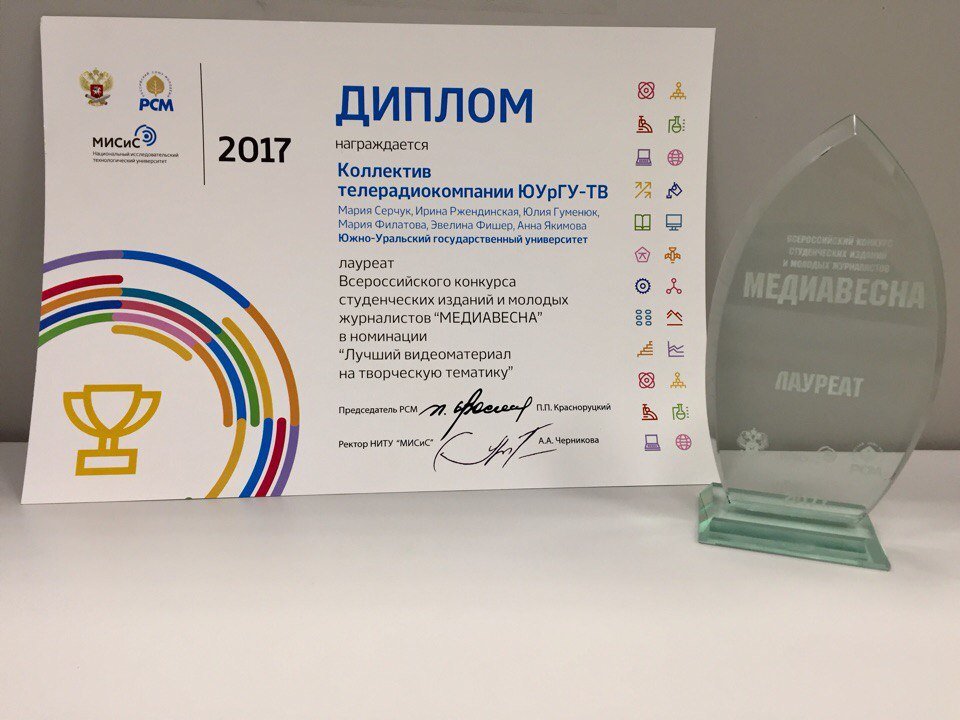 РСМ
МИСиС
Национальный исследовательский
технологический университет
2017
ДИПЛОМ
награждается
Коллектив
телерадиокомпании ЮУрГУ-ТВ
Мария Серчук, Ирина Ржендинская, Юлия Гуменюк,
Мария Филатова, Эвелина Фишер, Анна Якимова
Южно-Уральский государственный университет
лауреат
Всероссийского конкурса
студенческих изданий и молодых
журналистов “МЕДИАВЕСНА”
в номинации
“Лучший видеоматериал
на творческую тематику”
Председатель РСМ П.П. Красноруцкий
Ректор НИТУ “МИСиС” А.А. Черникова
ВСЕРОССИЙСКИЙ КОНКУРС
СТУДЕНЧЕСКИХ ИЗДАНИЙ
И МОЛОДЫХ ЖУРНАЛИСТОВ
МЕДИАВЕСНА
ЛАУРЕАТ
РСМ
2017